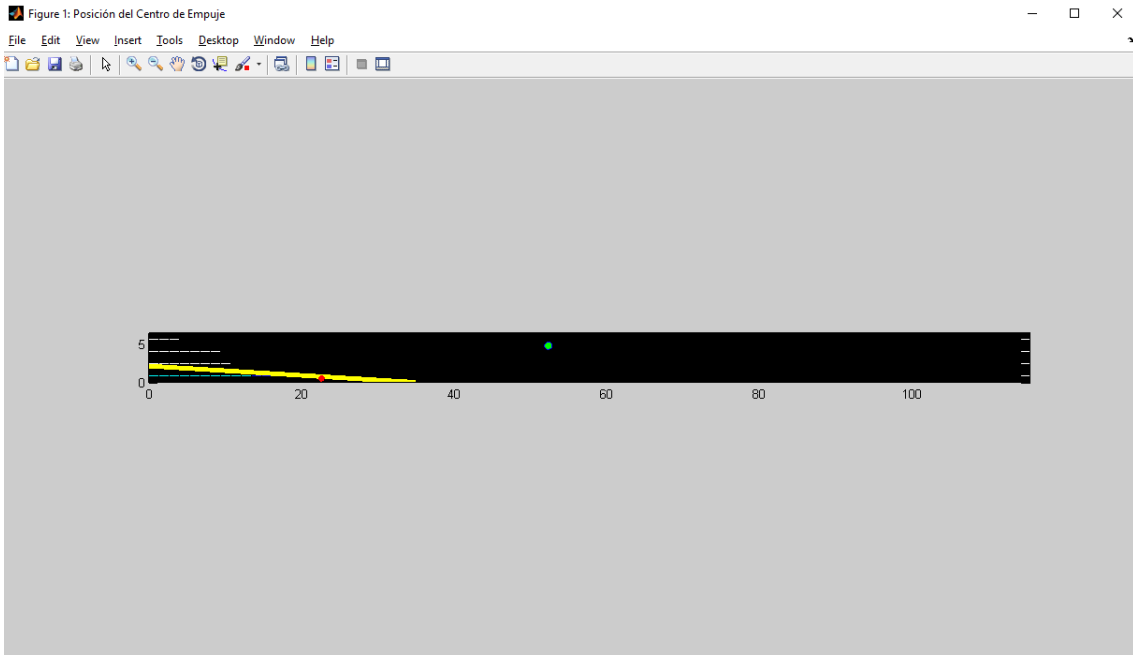 Figure 1: Posición del Centro de Empuje
File Edit View Insert Tools Desktop Window Help
5
0
0 20 40 60 80 100